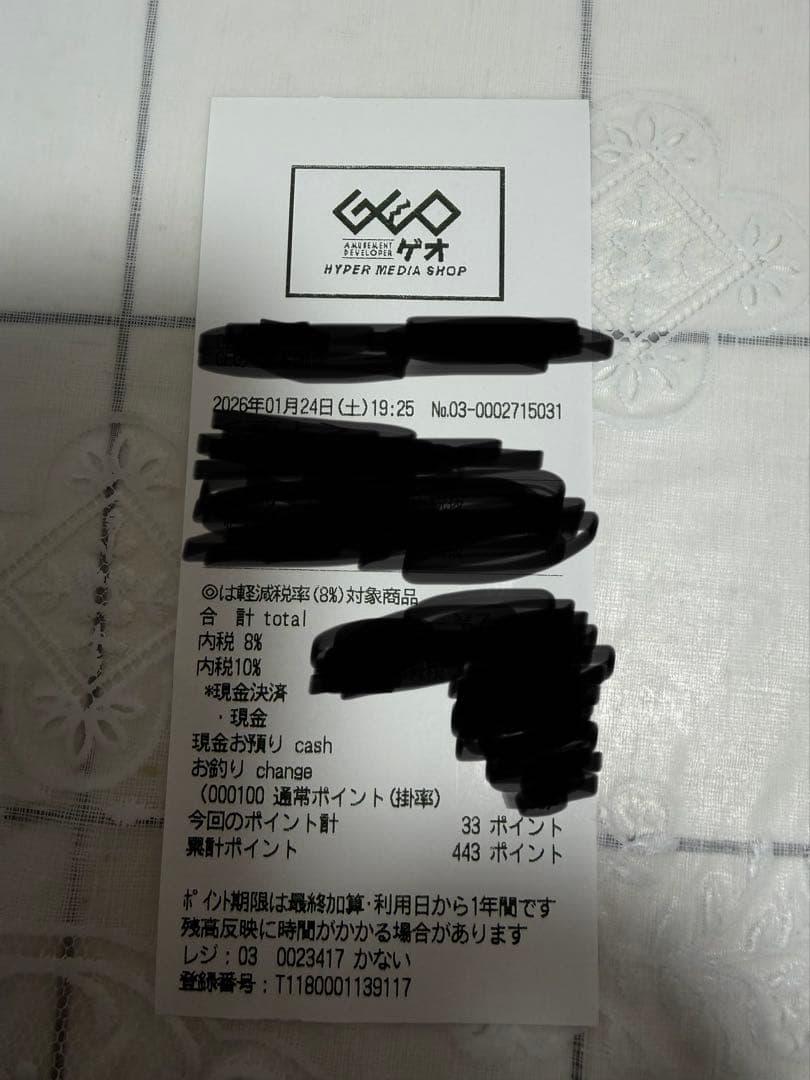 GEO
AMUSEMENT
DEVELOPER ゲオ
HYPER MEDIA SHOP
2026年01月24日(土)19:25 №03-0002715031
◎は軽減税率(8%)対象商品
合 計 total
内税 8%
内税10%
*現金決済
・現金
現金お預り cash
お釣り change
(000100 通常ポイント(掛率)
今回のポイント計 33 ポイント
累計ポイント 443 ポイント
ポイント期限は最終加算・利用日から1年間です
残高反映に時間がかかる場合があります
レジ:03 0023417 かない
登録番号:T1180001139117